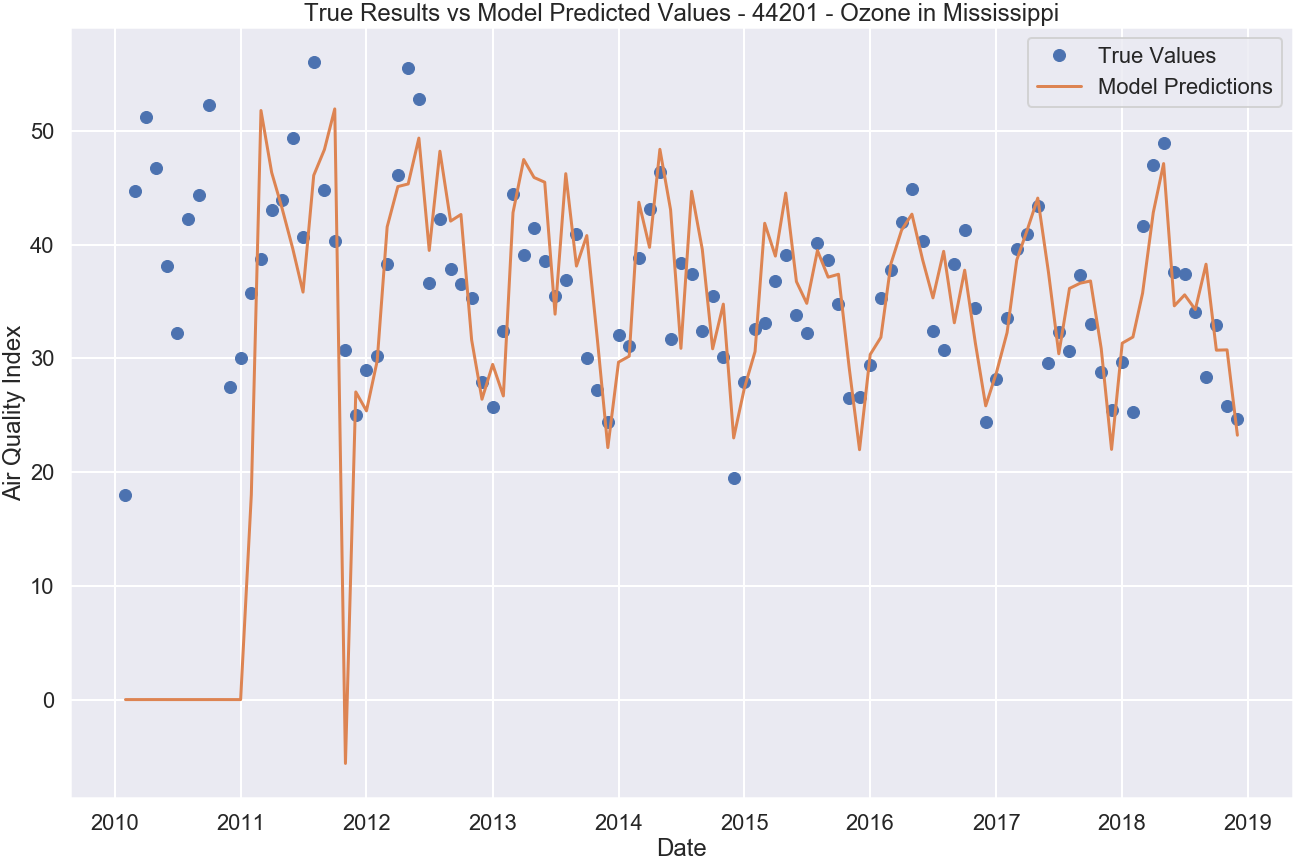 True Results vs Model Predicted Values - 44201 - Ozone in Mississippi
True Values
Model Predictions
Air Quality Index
50
40
30
20
10
0
2010 2011 2012 2013 2014 2015 2016 2017 2018 2019
Date